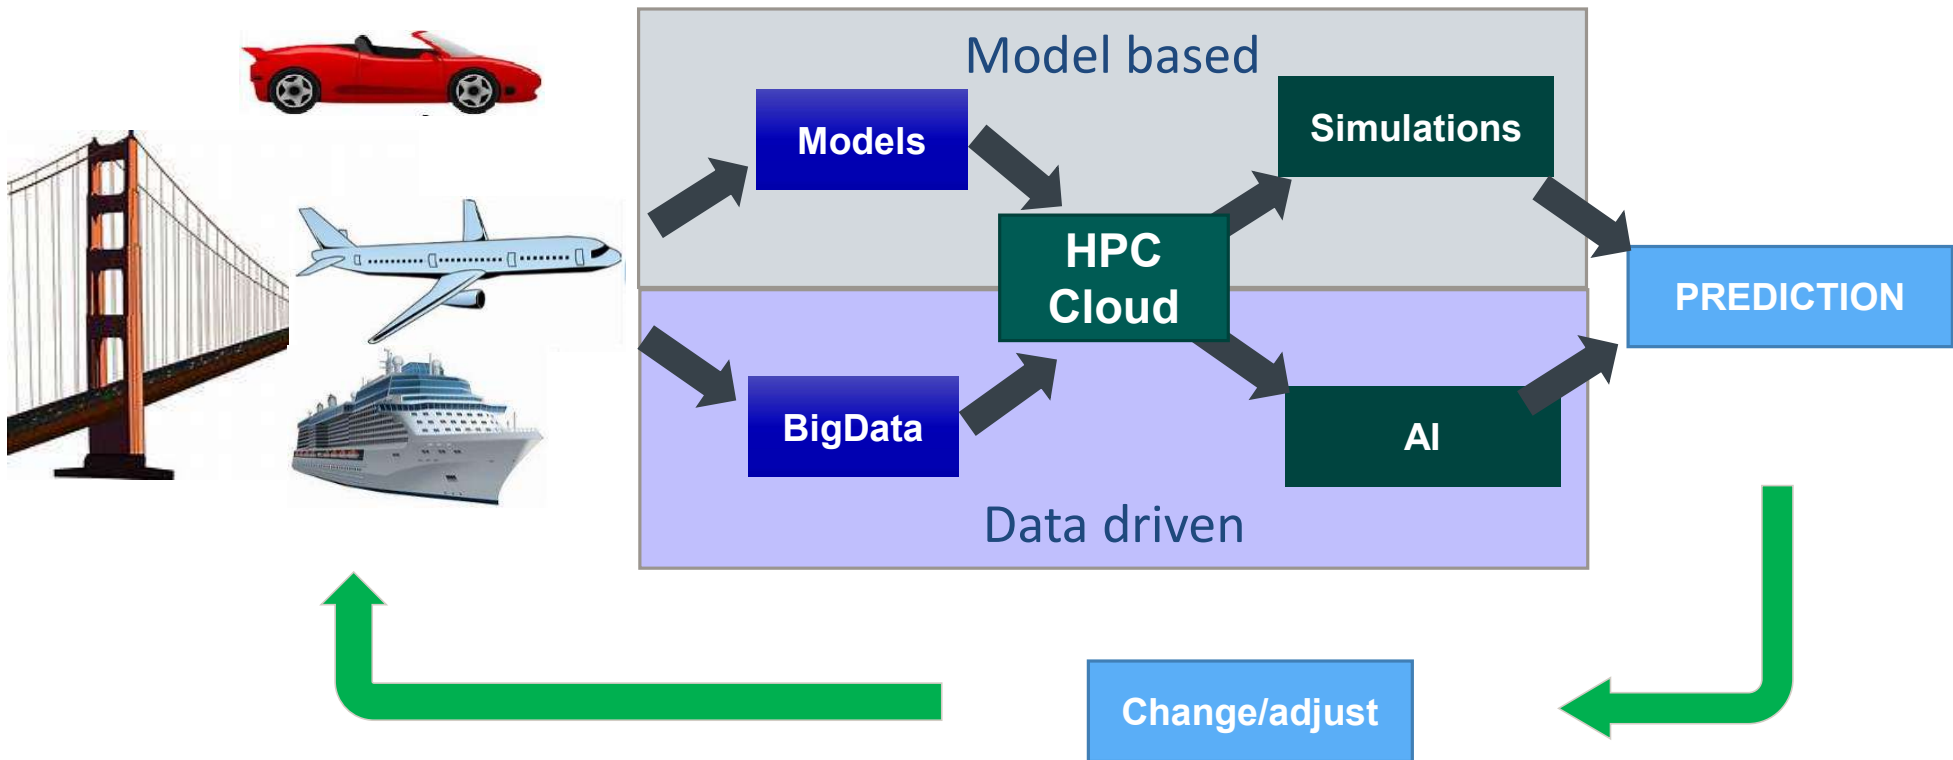 Model based
Models
Simulations
HPC
Cloud
PREDICTION
BigData
AI
Data driven
Change/adjust